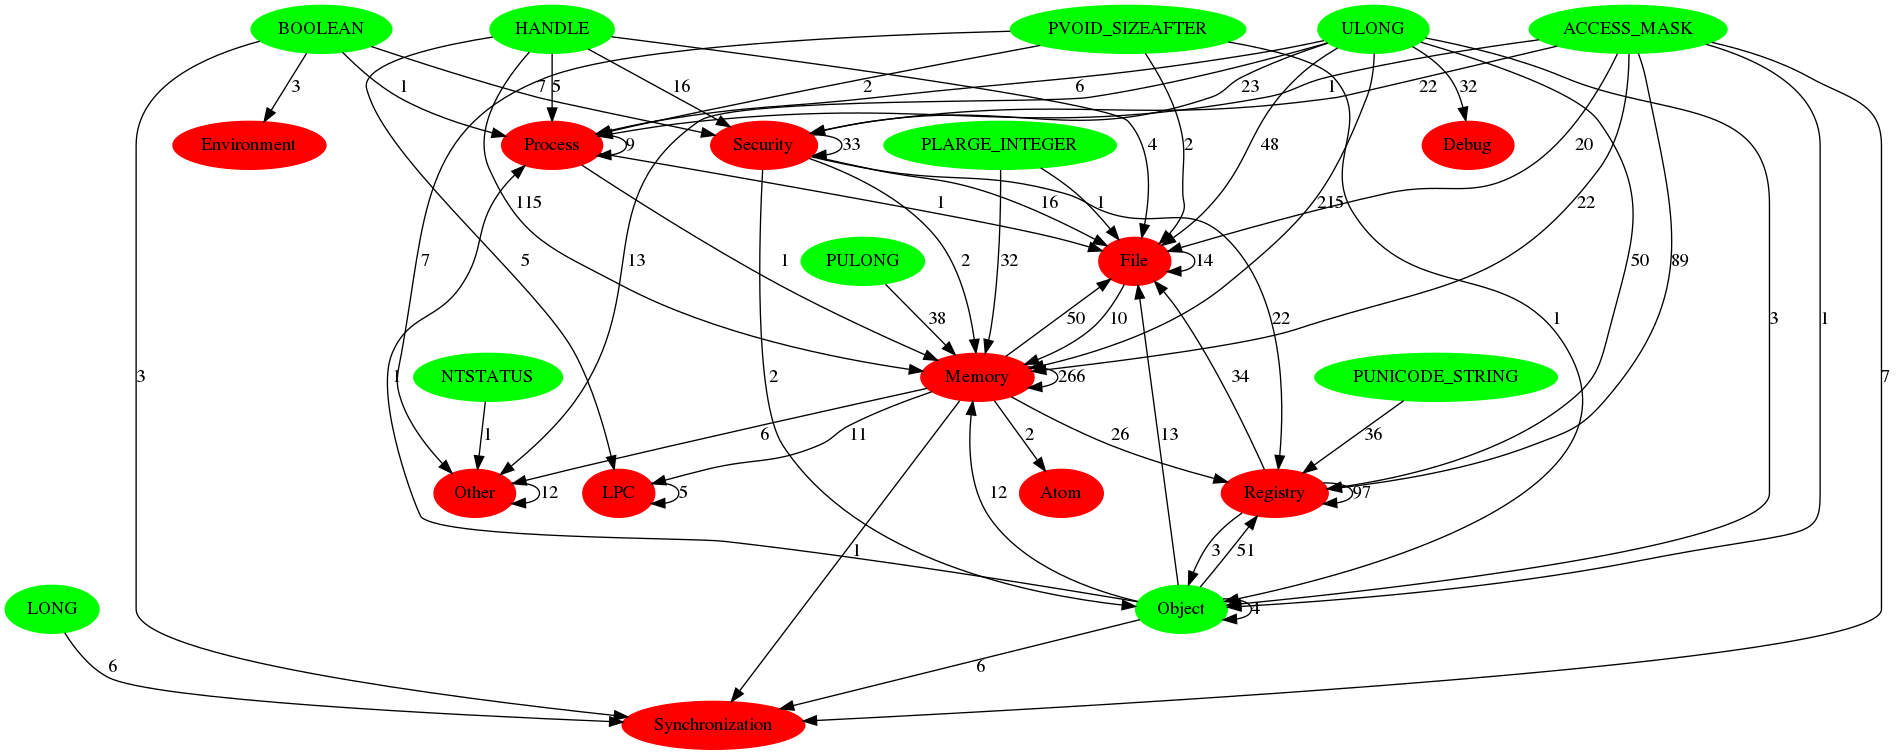 BOOLEAN HANDLE PVOID_SIZEAFTER ULONG ACCESS_MASK
3 1 7 5 16 2 6 23 1 22 32
Environment Process 9 Security 33 PLARGE_INTEGER 4 2 48 20 Debug
115 1 16 1 215 22
7 13 5 1 PULONG 2 32 File 14 50 89
38 50 10 22 1 3 1
3 1 NTSTATUS 2 Memory 266 34 PUNICODE_STRING 7
1 6 11 2 26 13 36
Other 12 LPC 5 12 Atom Registry 97
1 3 51
LONG Object 4
6 6
Synchronization